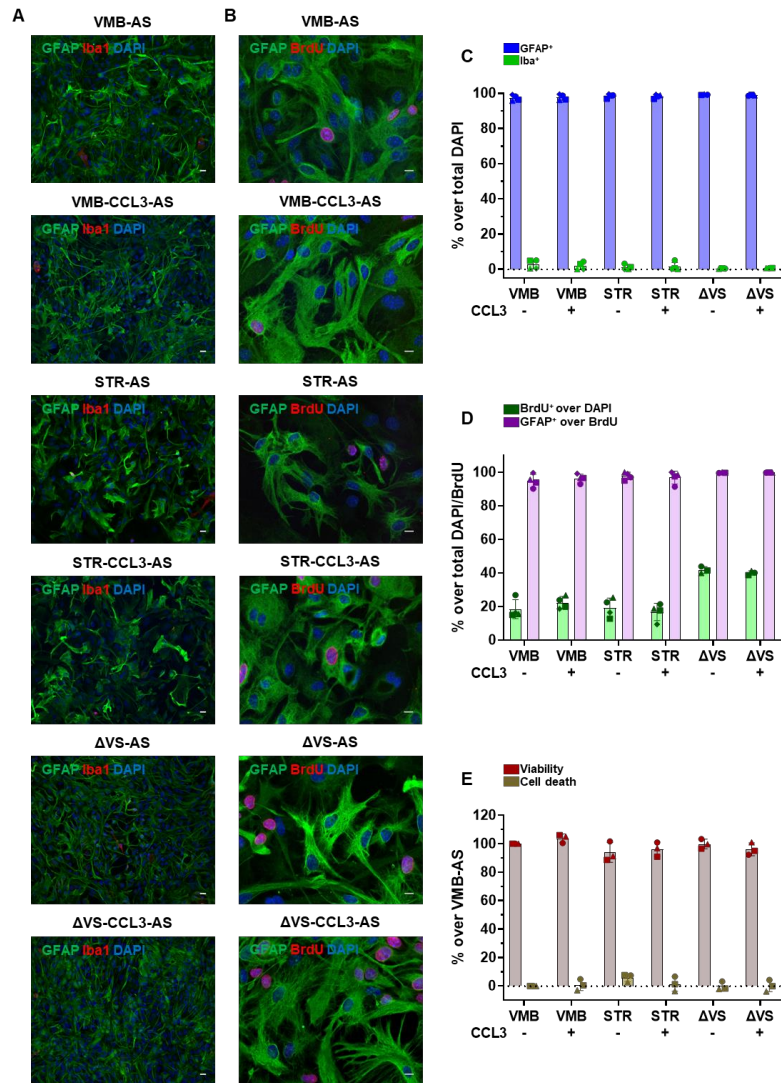 A
VMB-AS
GFAP Iba1 DAPI
VMB-CCL3-AS
GFAP Iba1 DAPI
STR-AS
GFAP Iba1 DAPI
STR-CCL3-AS
GFAP Iba1 DAPI
ΔVS-AS
GFAP Iba1 DAPI
ΔVS-CCL3-AS
GFAP Iba1 DAPI
B
VMB-AS
GFAP BrdU DAPI
VMB-CCL3-AS
GFAP BrdU DAPI
STR-AS
GFAP BrdU DAPI
STR-CCL3-AS
GFAP BrdU DAPI
ΔVS-AS
GFAP BrdU DAPI
ΔVS-CCL3-AS
GFAP BrdU DAPI
C
GFAP⁺
Iba⁺
% over total DAPI
100
80
60
40
20
0
VMB VMB STR STR ΔVS ΔVS
CCL3 - + - + - +
D
BrdU⁺ over DAPI
GFAP⁺ over BrdU
% over total DAPI/BrdU
100
80
60
40
20
0
VMB VMB STR STR ΔVS ΔVS
CCL3 - + - + - +
E
Viability
Cell death
% over VMB-AS
120
100
80
60
40
20
0
VMB VMB STR STR ΔVS ΔVS
CCL3 - + - + - +